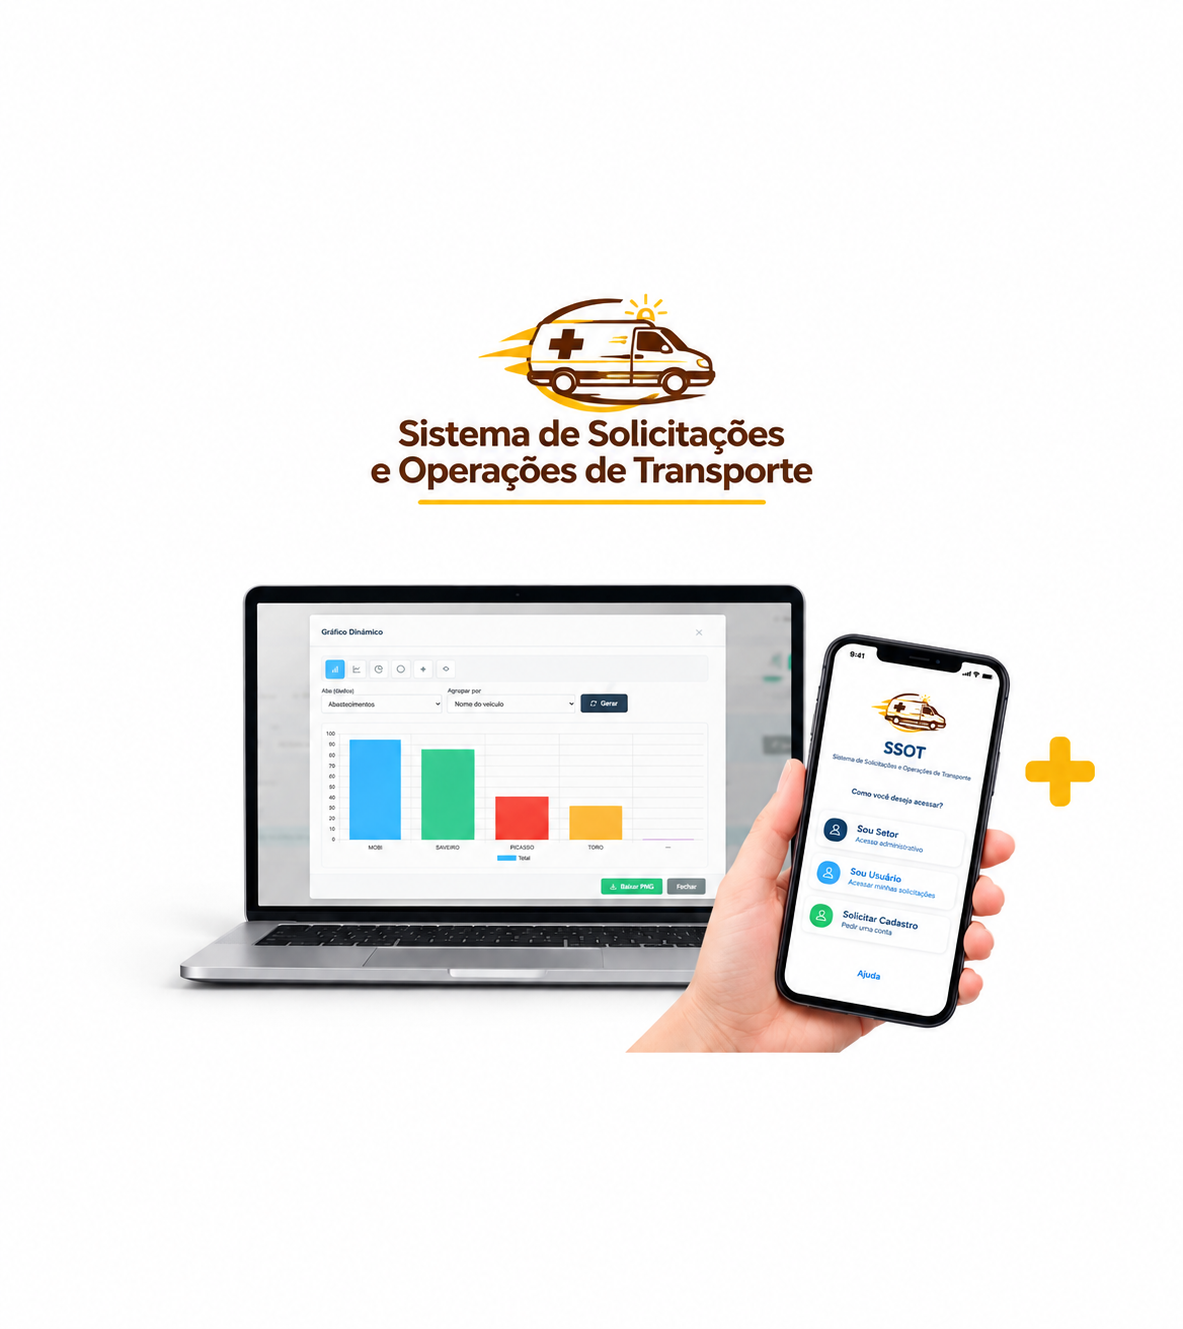 Sistema de Solicitações
e Operações de Transporte
Gráfico Dinámico
Aba (Gráfico)
Agrupar por
Abastecimentos
Nome do veículo
Gerar
100
90
80
70
60
50
40
30
20
10
0
MOBI
SAVEIRO
PICASSO
TORO
---
Total
Baixar PNG
Fechar
9:41
SSOT
Sistema de Solicitações e Operações de Transporte
Como você deseja acessar?
Sou Setor
Acesso administrativo
Sou Usuário
Acessar minhas solicitações
Solicitar Cadastro
Pedir uma conta
Ajuda